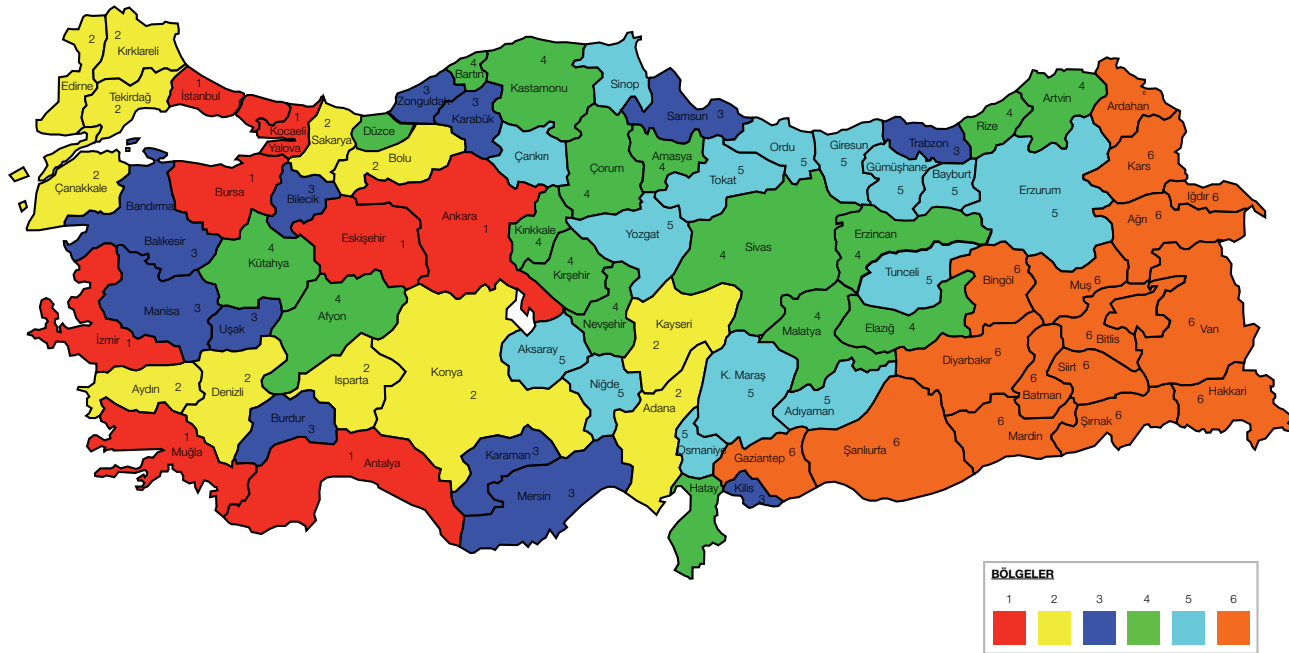 2
2
Kırklareli
Edirne
Tekirdağ
2
1
İstanbul
1
Kocaeli
Yalova
2
Sakarya
Düzce
Bolu
2
3
Zonguldak
4
Bartın
3
Karabük
4
Kastamonu
Sinop
Samsun 3
Çankırı
Çorum
4
Amasya
4
Tokat
5
Ordu
5
Giresun
5
Gümüşhane
5
Trabzon
3
Bayburt
5
Rize
4
Artvin 4
Ardahan
6
Kars
Iğdır 6
Ağrı 6
Erzurum
5
2
Çanakkale
Bandırma
Balıkesir
3
1
Bursa
3
Bilecik
Eskişehir
1
Ankara
1
4
Kütahya
Kırıkkale
4
4
Kırşehir
Yozgat 5
Sivas
4
Erzincan
4
Tunceli
5
6
Bingöl
6
Muş
Manisa 3
3
Uşak
4
Afyon
İzmir 1
Aydın 2
2
Denizli
2
Isparta
Konya
2
Aksaray
5
4
Nevşehir
Kayseri
2
Niğde
5
2
Adana
4
Malatya
Elazığ 4
Diyarbakır 6
6
Bitlis
6 Van
Siirt 6
6
Batman
Hakkari
6
Şırnak 6
6
Mardin
6
Şanlıurfa
K. Maraş
5
5
Adıyaman
5
Osmaniye
Gaziantep 6
Kilis
3
Hatay
Burdur
3
1
Muğla
1 Antalya
Karaman 3
Mersin 3
BÖLGELER
1 2 3 4 5 6